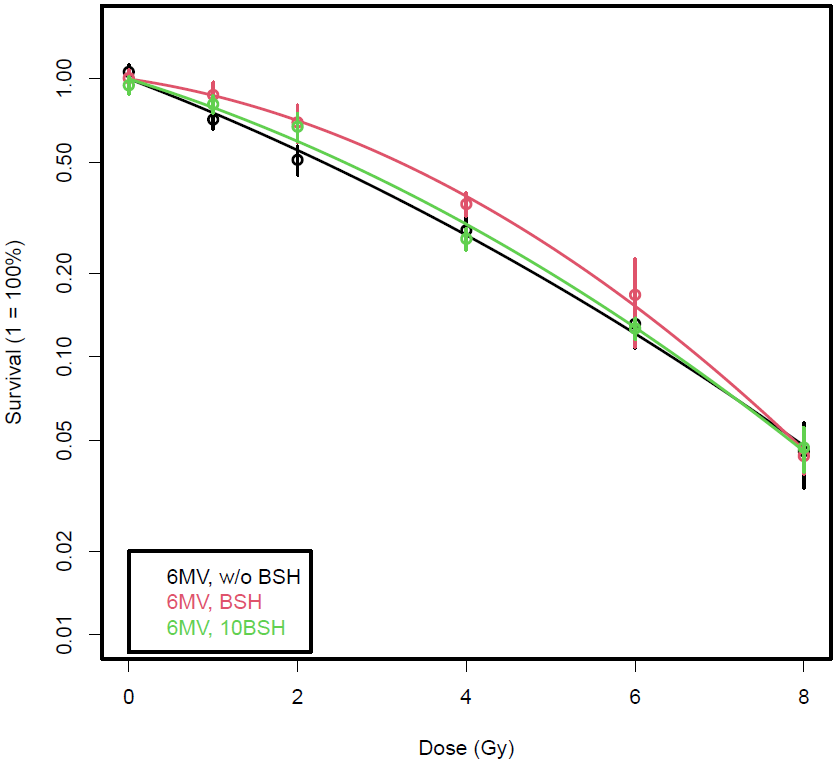 Survival (1 = 100%)
1.00
0.50
0.20
0.10
0.05
0.02
0.01
6MV, w/o BSH
6MV, BSH
6MV, 10BSH
0 2 4 6 8
Dose (Gy)